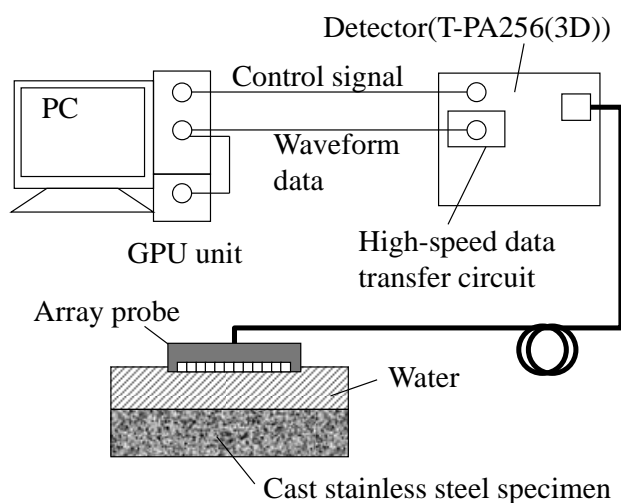 Detector(T-PA256(3D))
Control signal
PC
Waveform
data
GPU unit
High-speed data
transfer circuit
Array probe
Water
Cast stainless steel specimen